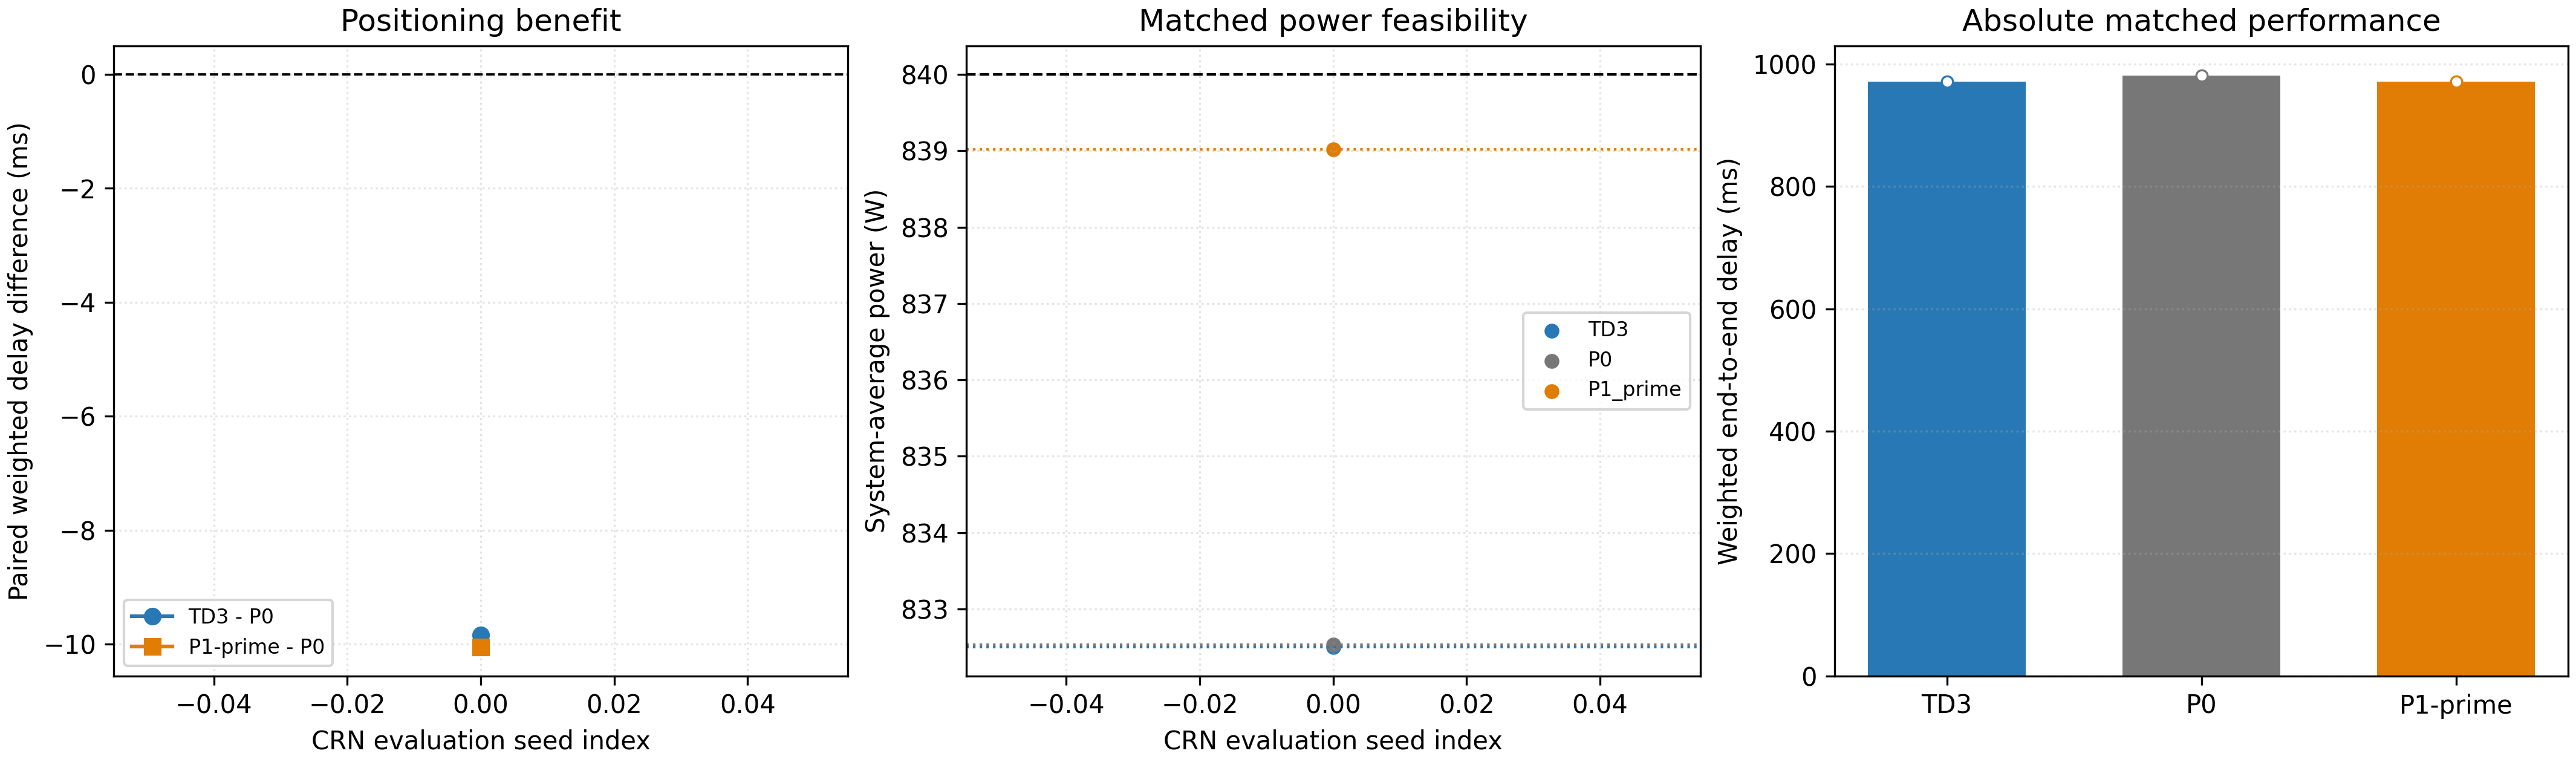 Positioning benefit
Paired weighted delay difference (ms)
0
−2
−4
−6
−8
−10
TD3 - P0
P1-prime - P0
−0.04
−0.02
0.00
0.02
0.04
CRN evaluation seed index
Matched power feasibility
System-average power (W)
840
839
838
837
836
835
834
833
TD3
P0
P1_prime
−0.04
−0.02
0.00
0.02
0.04
CRN evaluation seed index
Absolute matched performance
Weighted end-to-end delay (ms)
1000
800
600
400
200
0
TD3
P0
P1-prime